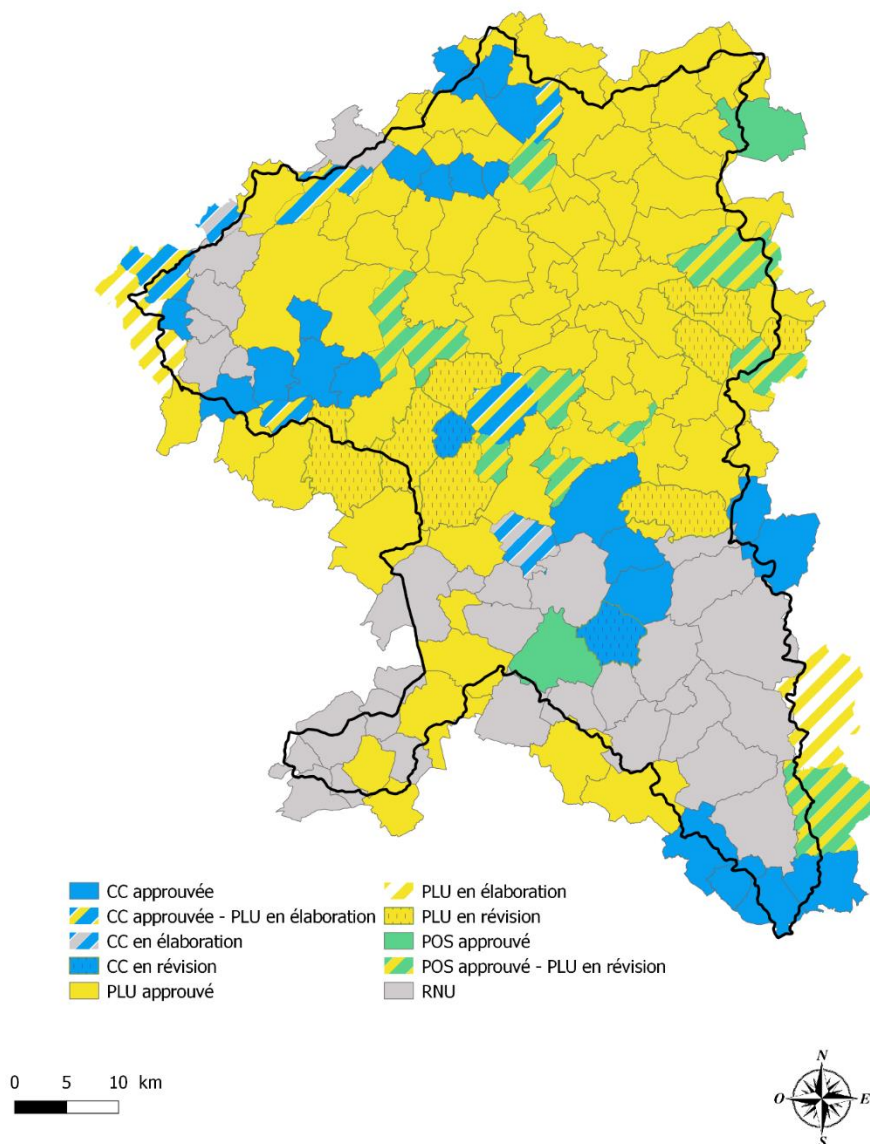 CC approuvée
CC approuvée - PLU en élaboration
CC en élaboration
CC en révision
PLU approuvé
PLU en élaboration
PLU en révision
POS approuvé
POS approuvé - PLU en révision
RNU
0 5 10 km
N
O E
S